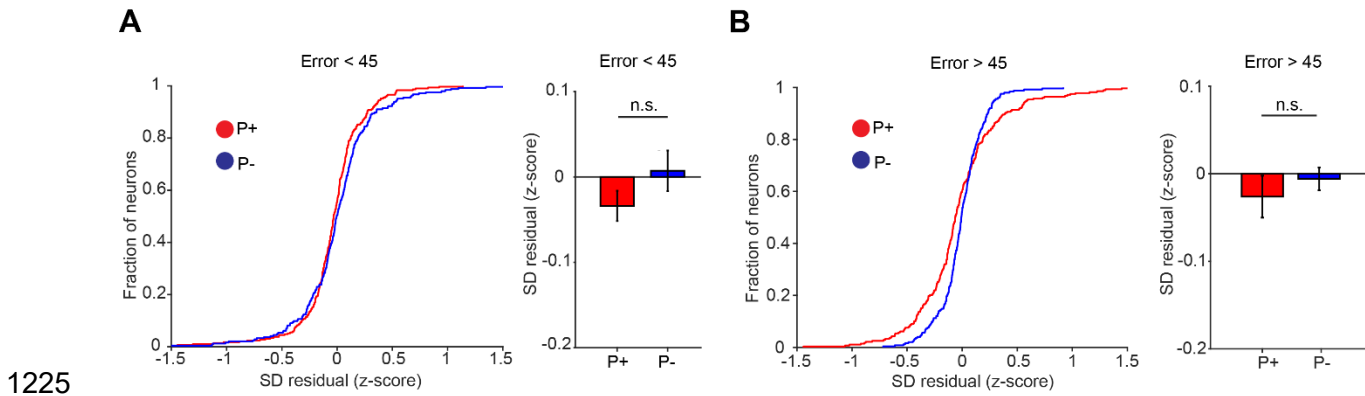 A
Error < 45
Fraction of neurons
1
0.8
0.6
0.4
0.2
0
P+
P-
-1.5
-1
-0.5
0
0.5
1
1.5
SD residual (z-score)
Error < 45
SD residual (z-score)
0.1
0
-0.1
-0.2
n.s.
P+
P-
B
Error > 45
Fraction of neurons
1
0.8
0.6
0.4
0.2
0
P+
P-
-1.5
-1
-0.5
0
0.5
1
1.5
SD residual (z-score)
Error > 45
SD residual (z-score)
0.1
0
-0.1
-0.2
n.s.
P+
P-
1225